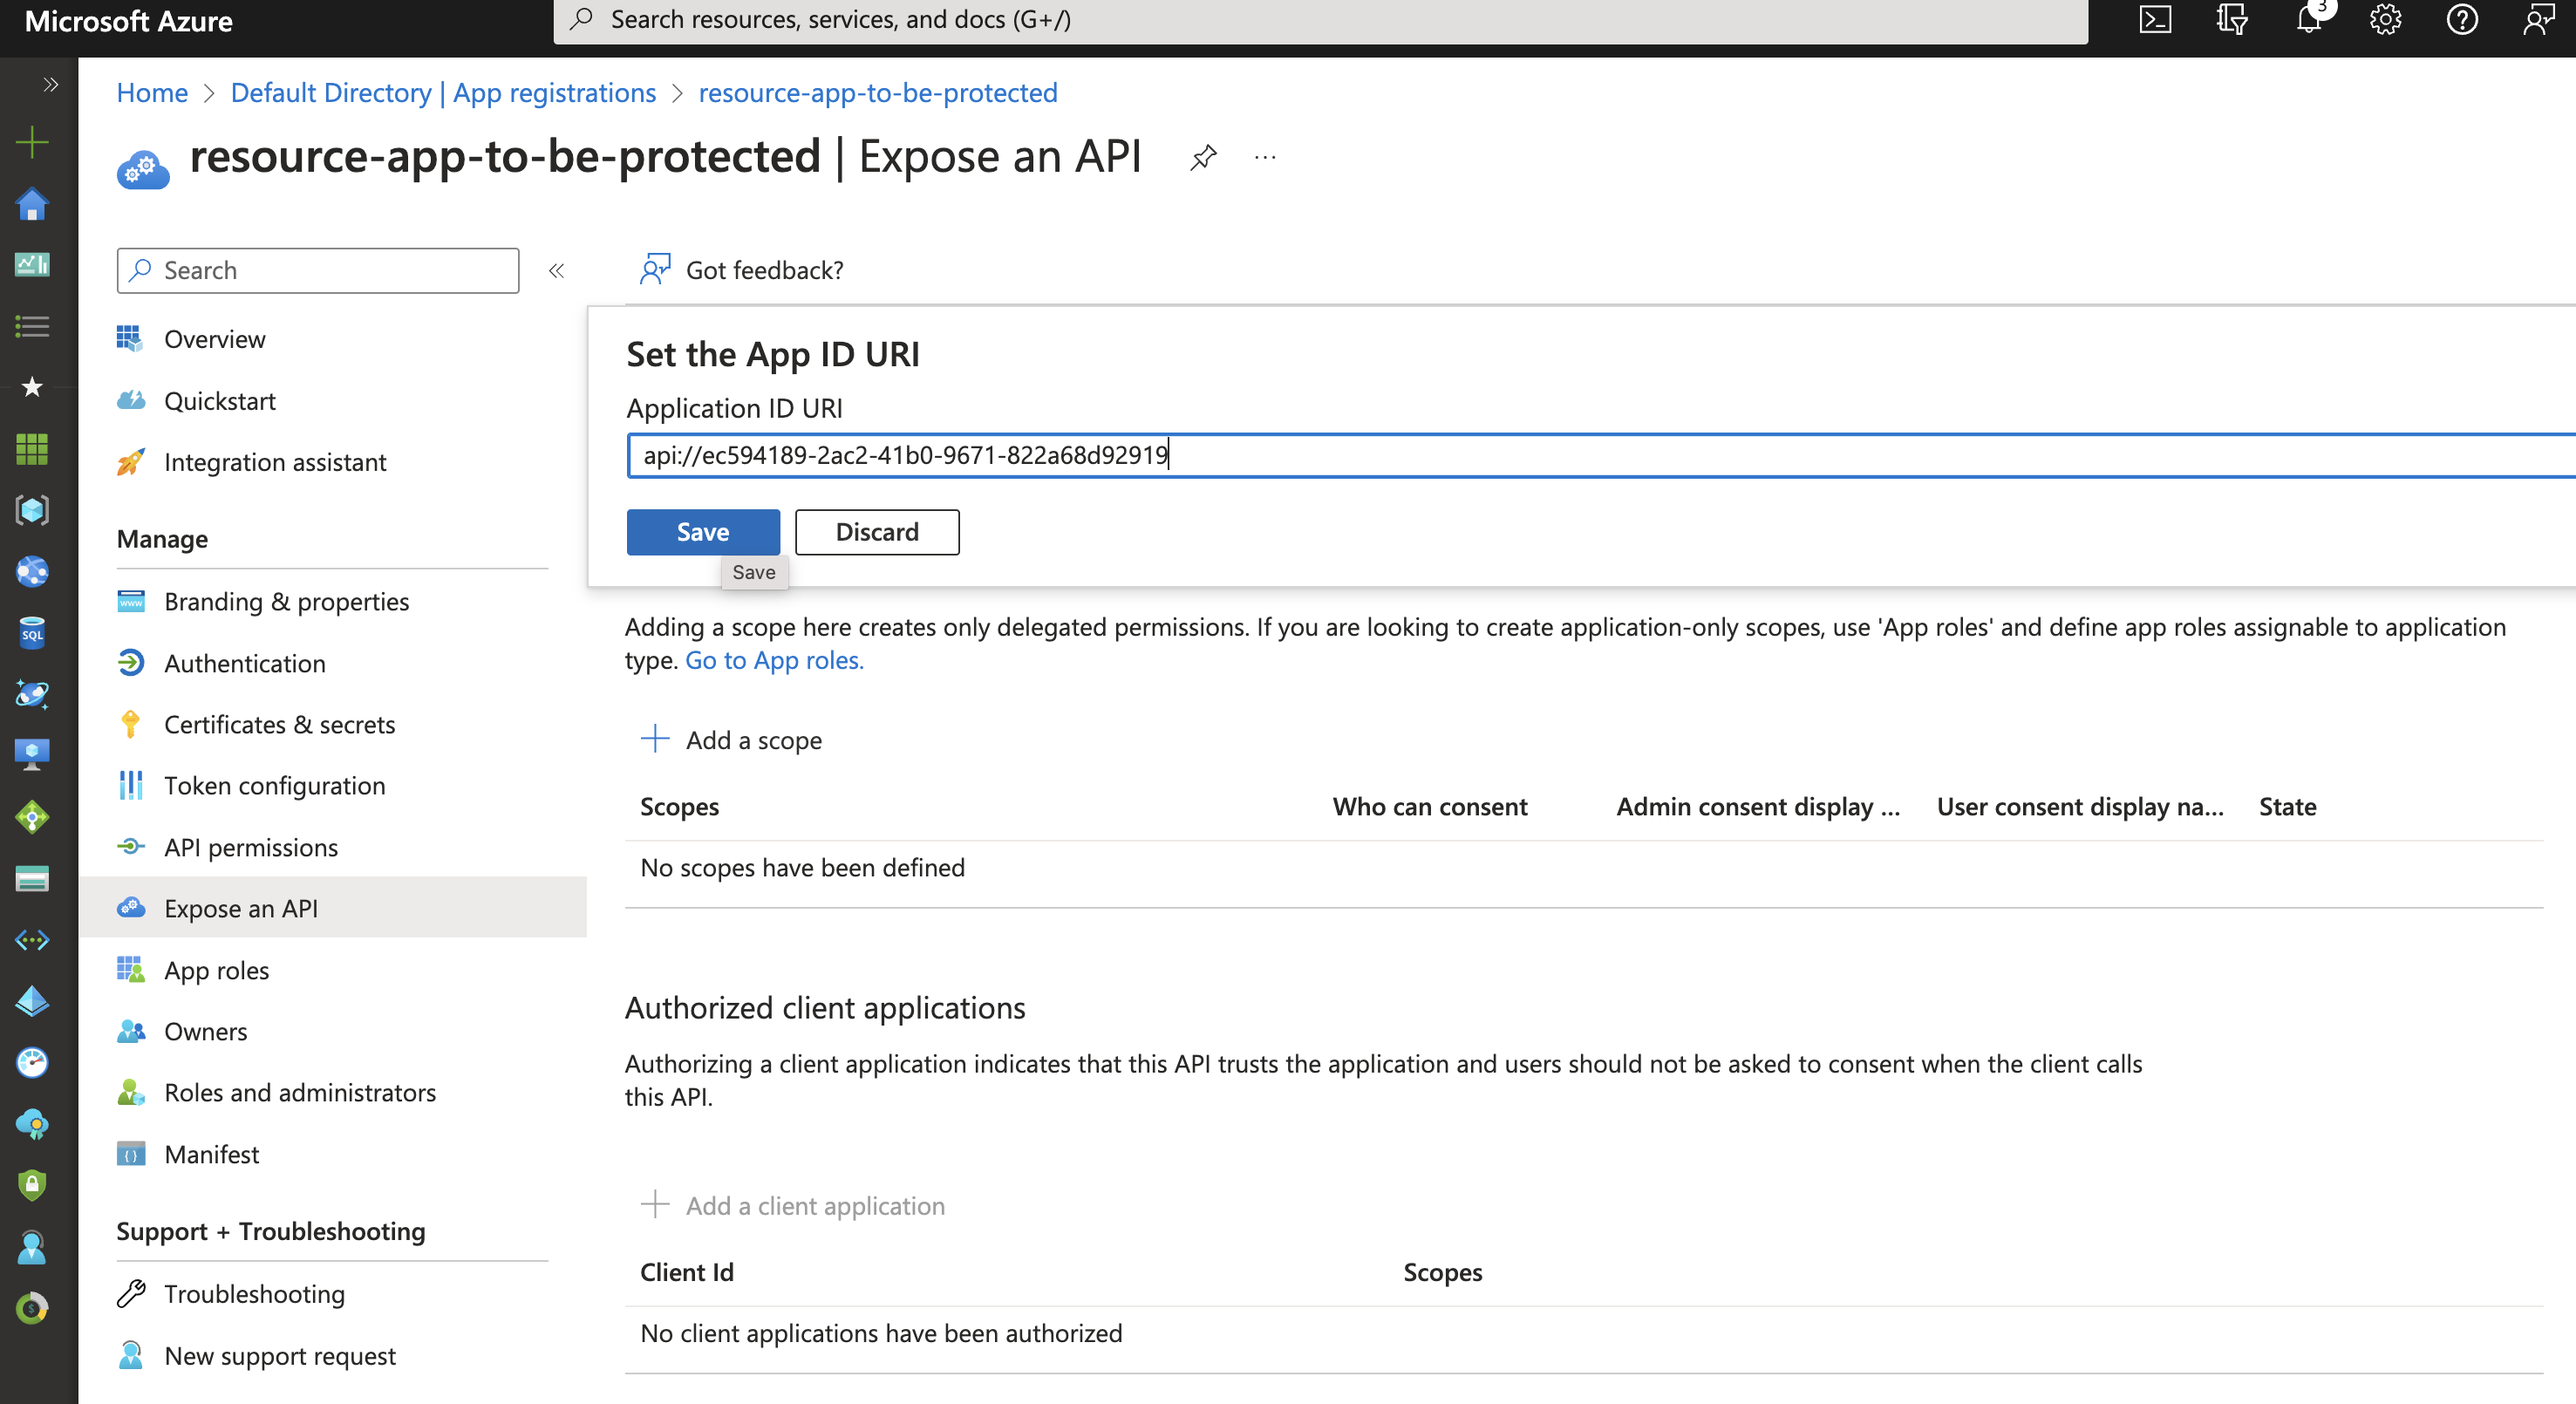 Microsoft Azure
Search resources, services, and docs (G+/)
3
Home > Default Directory | App registrations > resource-app-to-be-protected
resource-app-to-be-protected | Expose an API
Search
Got feedback?
Overview
Quickstart
Integration assistant
Manage
Branding & properties
Authentication
Certificates & secrets
Token configuration
API permissions
Expose an API
App roles
Owners
Roles and administrators
Manifest
Support + Troubleshooting
Troubleshooting
New support request
Set the App ID URI
Application ID URI
api://ec594189-2ac2-41b0-9671-822a68d92919
Save Discard
Save
Adding a scope here creates only delegated permissions. If you are looking to create application-only scopes, use 'App roles' and define app roles assignable to application
type. Go to App roles.
Add a scope
Scopes Who can consent Admin consent display ... User consent display na... State
No scopes have been defined
Authorized client applications
Authorizing a client application indicates that this API trusts the application and users should not be asked to consent when the client calls
this API.
Add a client application
Client Id Scopes
No client applications have been authorized